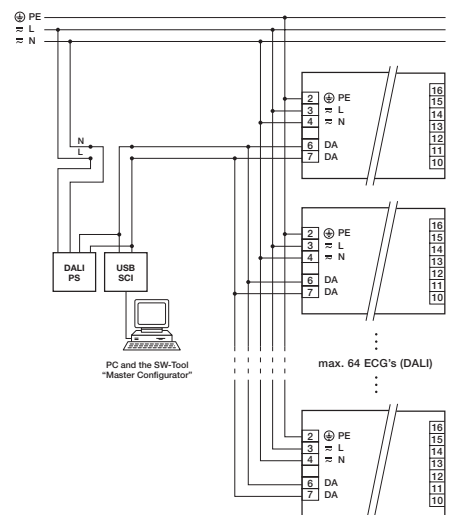 PE
L
N
2 PE
3 L
4 N
6 DA
7 DA
16
15
14
13
12
11
10
N
L
DALI
PS
USB
SCI
PC and the SW-Tool
"Master Configurator"
2 PE
3 L
4 N
6 DA
7 DA
16
15
14
13
12
11
10
max. 64 ECG's (DALI)
2 PE
3 L
4 N
6 DA
7 DA
16
15
14
13
12
11
10